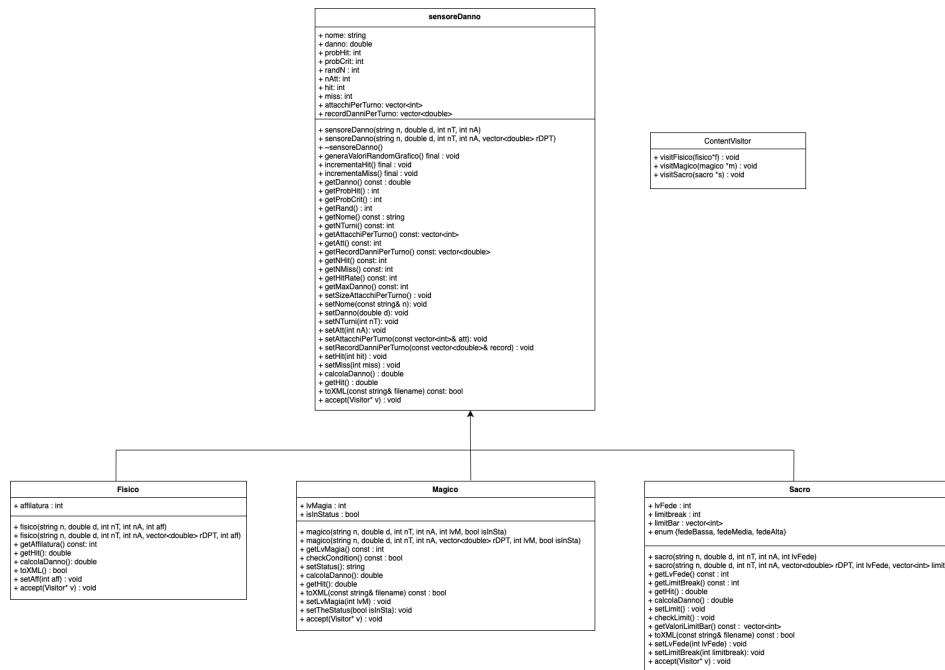 sensoreDanno
+ nome: string
+ danno: double
+ probHit: int
+ probCrit: int
+ randN : int
+ nAtt: int
+ hit: int
+ miss: int
+ attacchiPerTurno: vector<int>
+ recordDanniPerTurno: vector<double>
+ sensoreDanno(string n, double d, int nT, int nA)
+ sensoreDanno(string n, double d, int nT, int nA, vector<double> rDPT)
+ ~sensoreDanno()
+ generaValoriRandomGrafico() final : void
+ incrementaHit() final : void
+ incrementaMiss() final : void
+ getDanno() const : double
+ getProbHit() : int
+ getProbCrit() : int
+ getRand() : int
+ getNome() const : string
+ getNTurni() const: int
+ getAttacchiPerTurno() const: vector<int>
+ getAtt() const: int
+ getRecordDanniPerTurno() const: vector<double>
+ getNHit() const: int
+ getNMiss() const: int
+ getHitRate() const: int
+ getMaxDanno() const: int
+ setSizeAttacchiPerTurno() : void
+ setNome(const string& n): void
+ setDanno(double d): void
+ setNTurni(int nT): void
+ setAtt(int nA): void
+ setAttacchiPerTurno(const vector<int>& att): void
+ setRecordDanniPerTurno(const vector<double>& record) : void
+ setHit(int hit) : void
+ setMiss(int miss) : void
+ calcolaDanno() : double
+ getHit() : double
+ toXML(const string& filename) const: bool
+ accept(Visitor* v) : void
ContentVisitor
+ visitFisico(fisico*f) : void
+ visitMagico(magico *m) : void
+ visitSacro(sacro *s) : void
Fisico
+ affilatura : int
+ fisico(string n, double d, int nT, int nA, int aff)
+ fisico(string n, double d, int nT, int nA, vector<double> rDPT, int aff)
+ getAffilatura() const: int
+ getHit(): double
+ calcolaDanno(): double
+ toXML() : bool
+ setAff(int aff) : void
+ accept(Visitor* v) : void
Magico
+ lvMagia : int
+ isInStatus : bool
+ magico(string n, double d, int nT, int nA, int lvM, bool isInSta)
+ magico(string n, double d, int nT, int nA, vector<double> rDPT, int lvM, bool isInSta)
+ getLvMagia() const : int
+ checkCondition() const : bool
+ setStatus(): string
+ calcolaDanno(): double
+ getHit(): double
+ toXML(const string& filename) const : bool
+ setLvMagia(int lvM) : void
+ setTheStatus(bool isInSta): void
+ accept(Visitor* v) : void
Sacro
+ lvFede : int
+ limitbreak : int
+ limitBar : vector<int>
+ enum {fedeBassa, fedeMedia, fedeAlta}
+ sacro(string n, double d, int nT, int nA, int lvFede)
+ sacro(string n, double d, int nT, int nA, vector<double> rDPT, int lvFede, vector<int> limit
+ getLvFede() const : int
+ getLimitBreak() const : int
+ getHit() : double
+ calcolaDanno() : double
+ setLimit() : void
+ checkLimit() : void
+ getValoriLimitBar() const : vector<int>
+ toXML(const string& filename) const : bool
+ setLvFede(int lvFede) : void
+ setLimitBreak(int limitbreak): void
+ accept(Visitor* v) : void